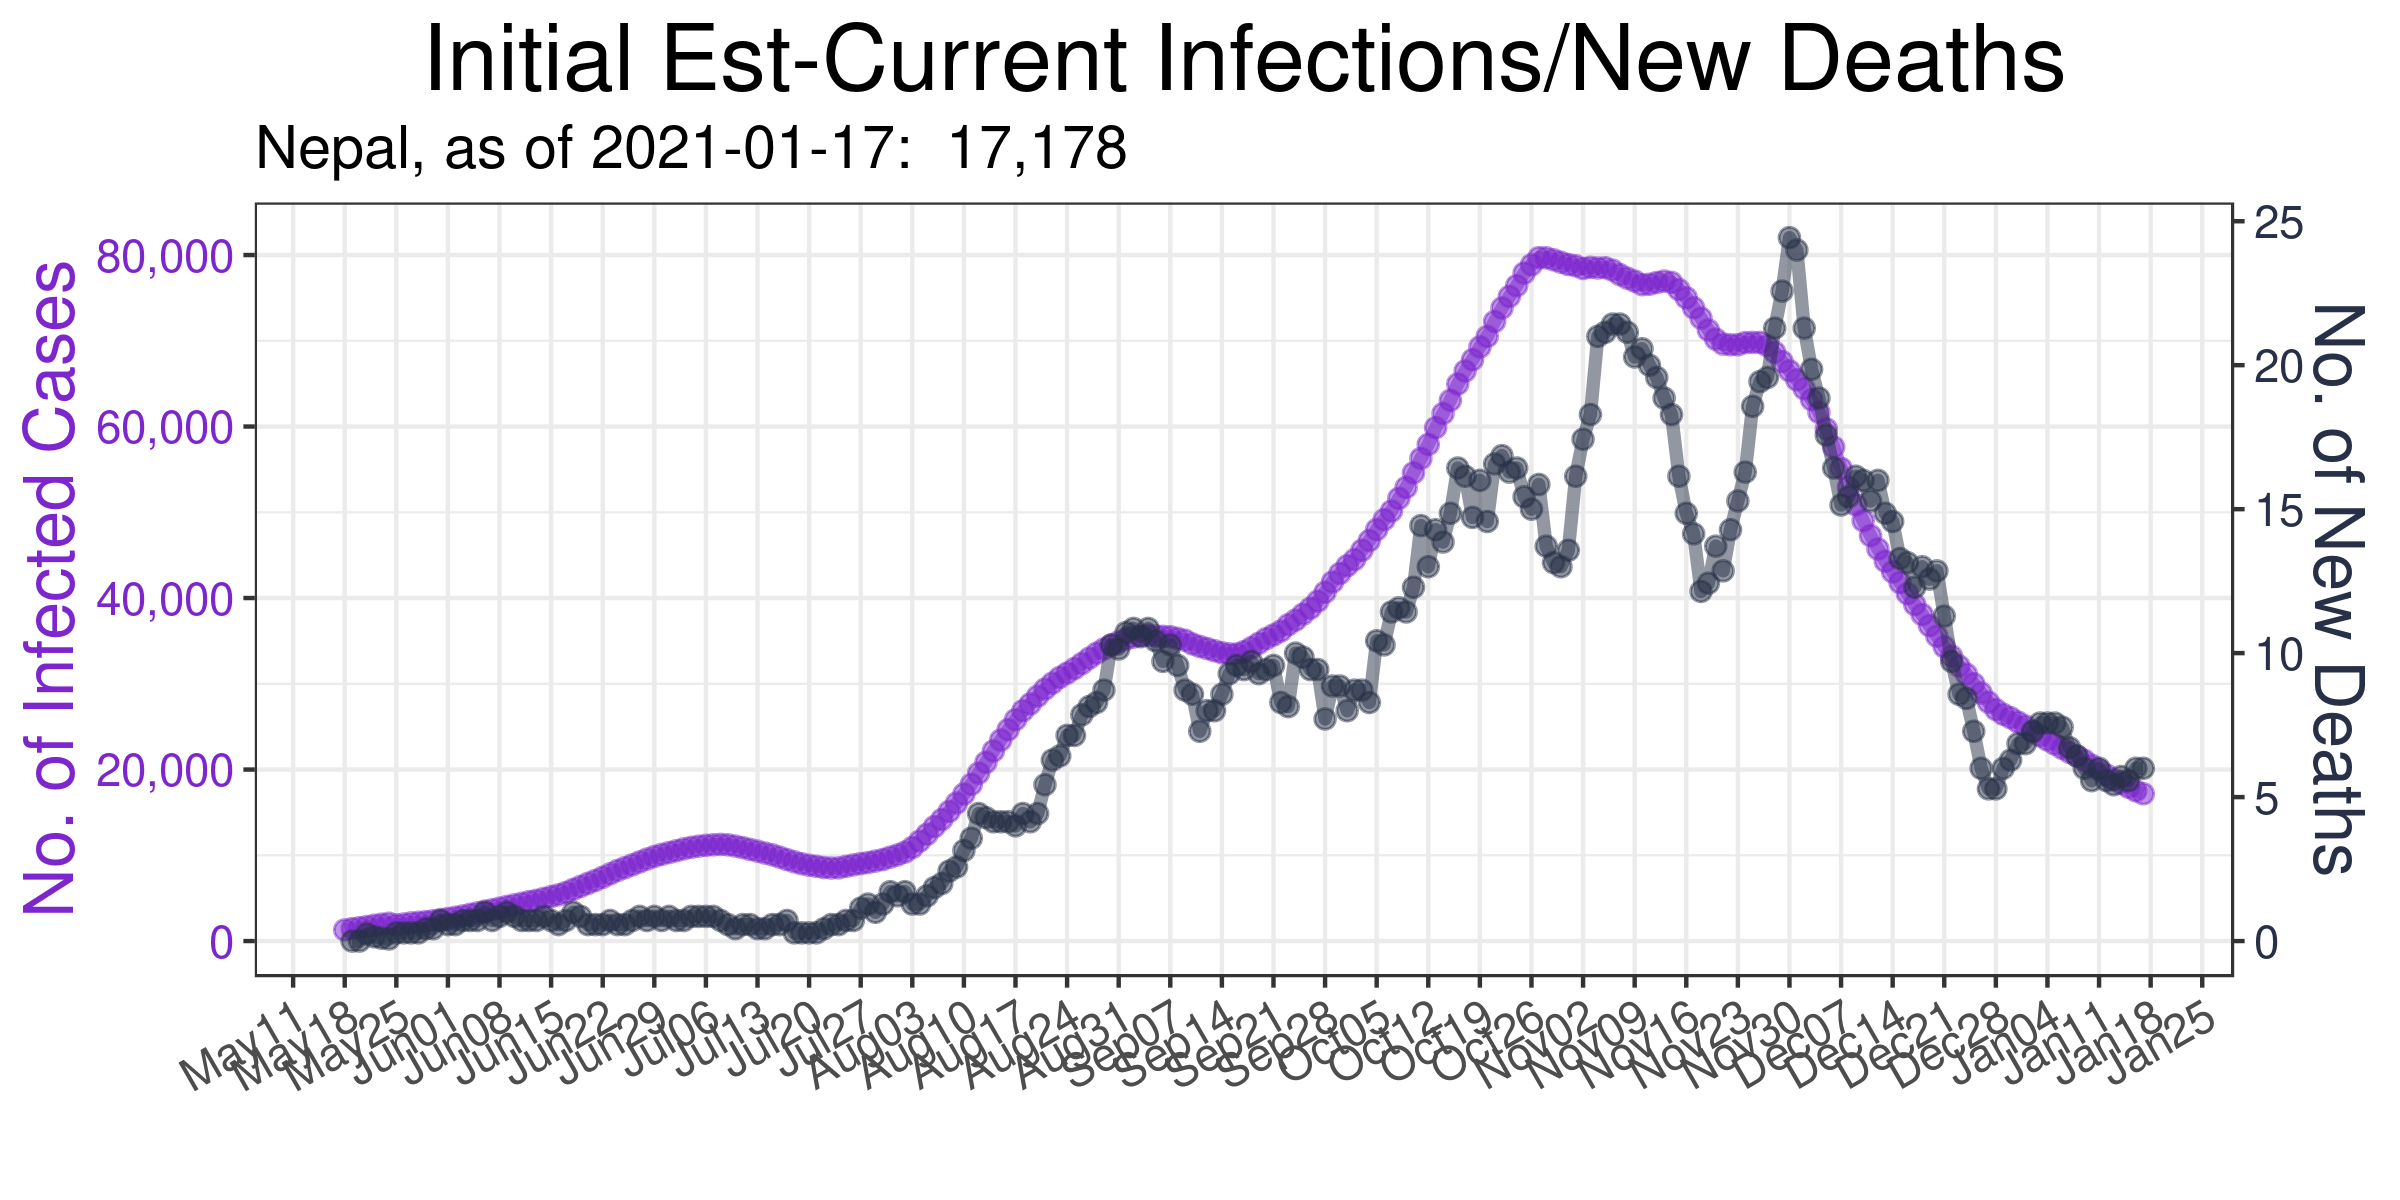 Initial Est-Current Infections/New Deaths
Nepal, as of 2021-01-17:  17,178
No. of Infected Cases
80,000
60,000
40,000
20,000
0
25
20
15
10
5
0
No. of New Deaths
May11
May18
May25
Jun01
Jun08
Jun15
Jun22
Jun29
Jul06
Jul13
Jul20
Jul27
Aug03
Aug10
Aug17
Aug24
Aug31
Sep07
Sep14
Sep21
Sep28
Oct05
Oct12
Oct19
Oct26
Nov02
Nov09
Nov16
Nov23
Nov30
Dec07
Dec14
Dec21
Dec28
Jan04
Jan11
Jan18
Jan25